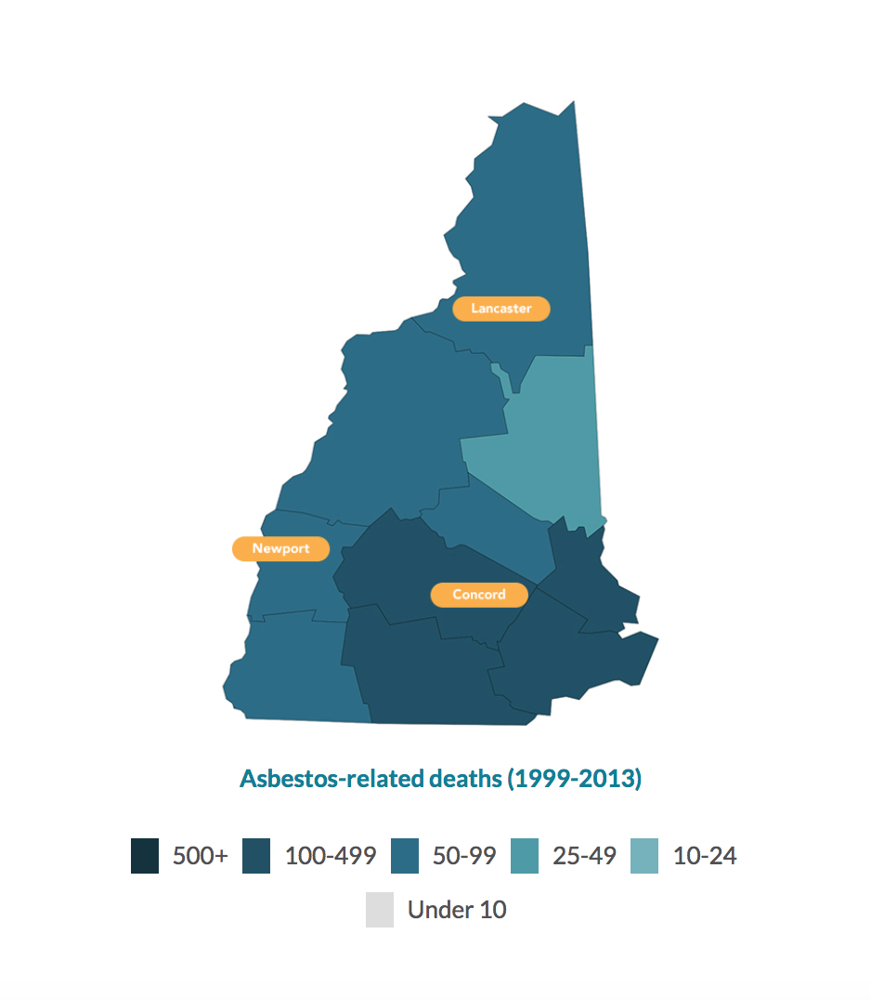 Lancaster
Newport
Concord
Asbestos-related deaths (1999-2013)
500+ 100-499 50-99 25-49 10-24
Under 10